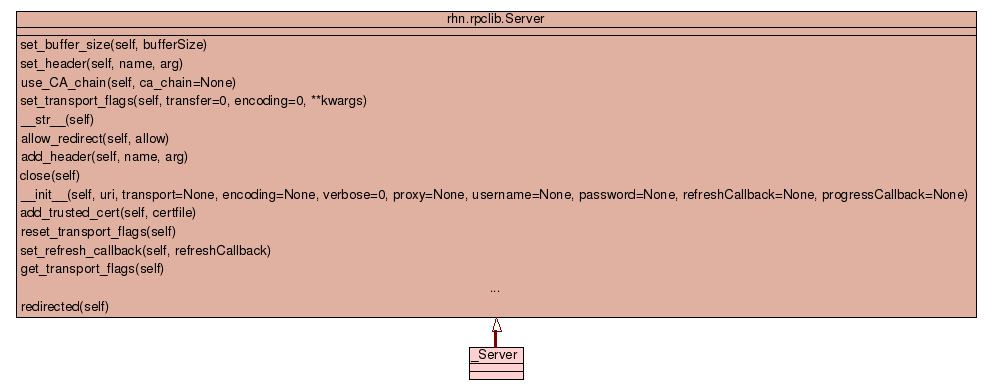 rhn.rpclib.Server
set_buffer_size(self, bufferSize)
set_header(self, name, arg)
use_CA_chain(self, ca_chain=None)
set_transport_flags(self, transfer=0, encoding=0, **kwargs)
__str__(self)
allow_redirect(self, allow)
add_header(self, name, arg)
close(self)
__init__(self, uri, transport=None, encoding=None, verbose=0, proxy=None, username=None, password=None, refreshCallback=None, progressCallback=None)
add_trusted_cert(self, certfile)
reset_transport_flags(self)
set_refresh_callback(self, refreshCallback)
get_transport_flags(self)
...
redirected(self)
_Server